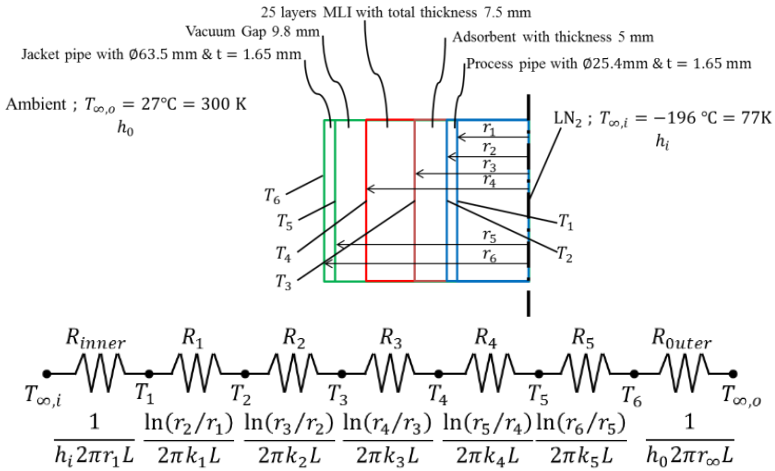 25 layers MLI with total thickness 7.5 mm
Vacuum Gap 9.8 mm
Adsorbent with thickness 5 mm
Jacket pipe with Ø63.5 mm & t = 1.65 mm
Process pipe with Ø25.4mm & t = 1.65mm
Ambient ; T∞,o = 27°C = 300 K
h0
LN2 ; T∞,i = −196 °C = 77K
hi
r1
r2
r3
r4
T6
T5
T4
T3
r5
r6
T1
T2
Rinner R1 R2 R3 R4 R5 R0uter
T∞,i T1 T2 T3 T4 T5 T6 T∞,o
1 ln(r2/r1) ln(r3/r2) ln(r4/r3) ln(r5/r4) ln(r6/r5) 1
hi2πr1L 2πk1L 2πk2L 2πk3L 2πk4L 2πk5L h02πr∞L